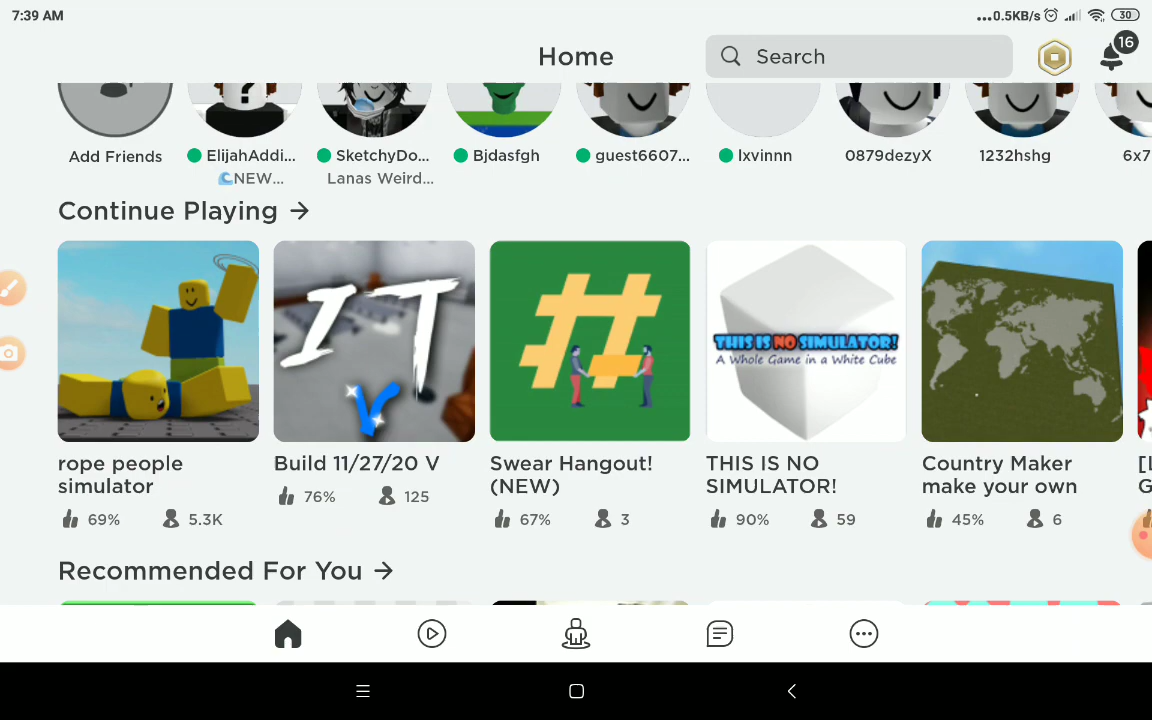 7:39 AM
...0.5KB/s
30
Home
Search
16
Add Friends
ElijahAddi...
SketchyDo...
Bjdasfgh
guest6607...
lxvinnn
0879dezyX
1232hshg
6x7
NEW...
Lanas Weird...
Continue Playing
IT
V
#
THIS IS NO SIMULATOR!
A Whole Game in a White Cube
rope people
simulator
69%
5.3K
Build 11/27/20 V
76%
125
Swear Hangout!
(NEW)
67%
3
THIS IS NO
SIMULATOR!
90%
59
Country Maker
make your own
45%
6
[L
G
Recommended For You